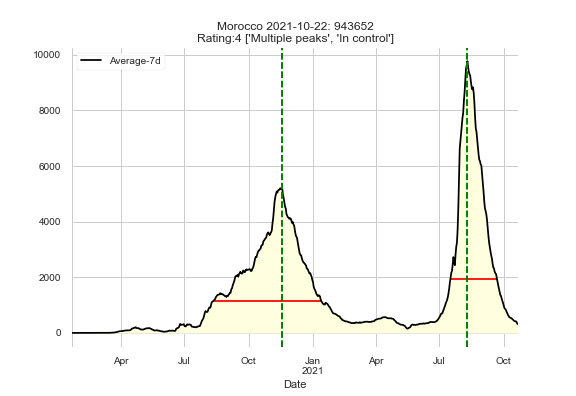 Morocco 2021-10-22: 943652
Rating:4 ['Multiple peaks', 'In control']
Average-7d
10000
8000
6000
4000
2000
0
Apr Jul Oct Jan Apr Jul Oct
2021
Date